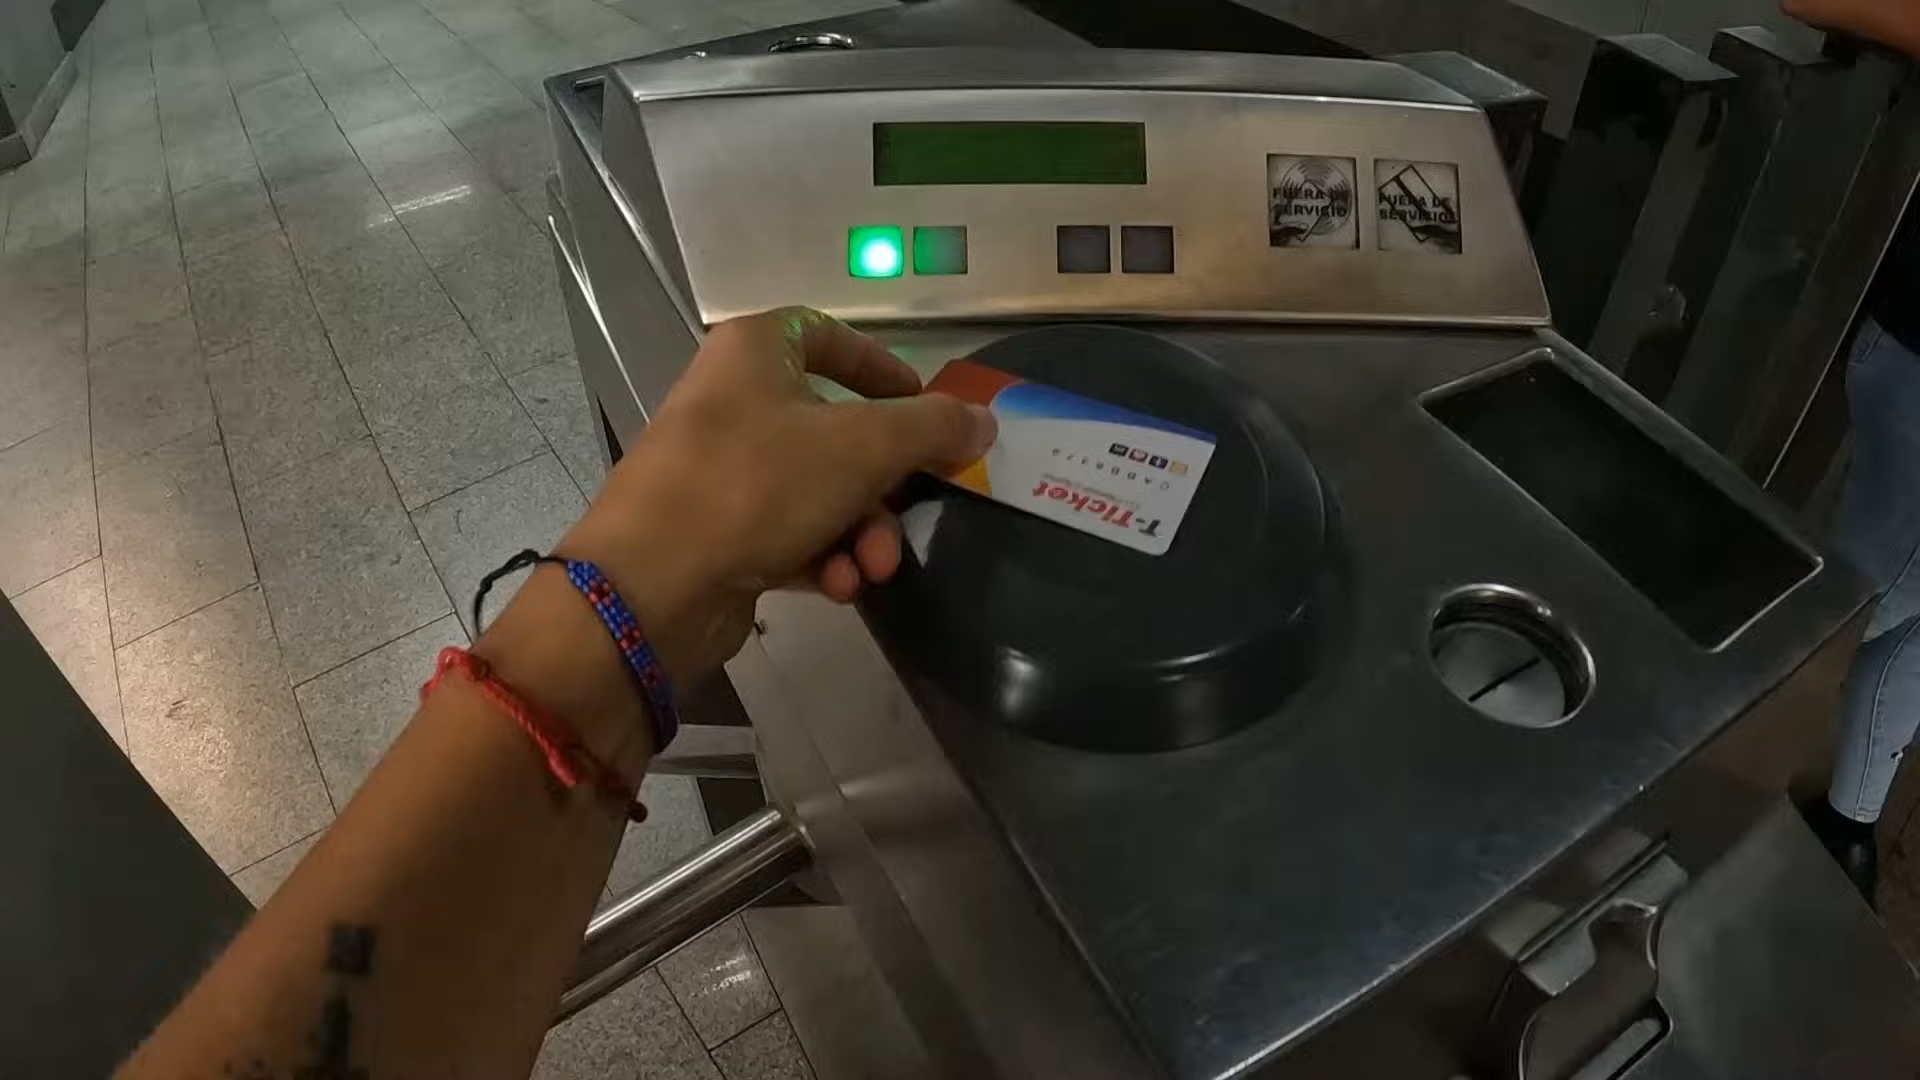 FUERA DE
SERVICIO
FUERA DE
SERVICIO
T-Ticket